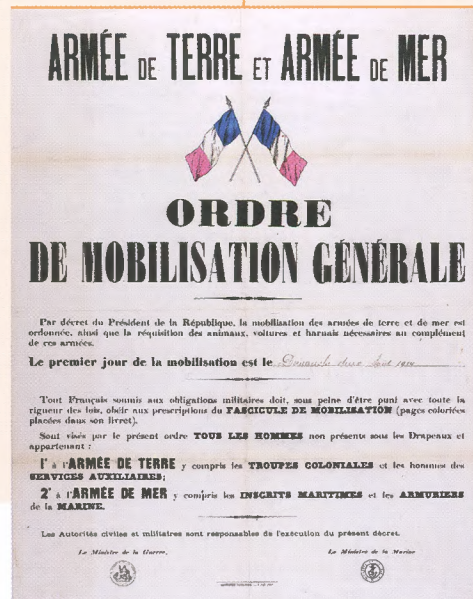 ARMÉE DE TERRE ET ARMÉE DE MER
ORDRE
DE MOBILISATION GÉNÉRALE
Par décret du Président de la République, la mobilisation des armées de terre et de mer est
ordonnée, ainsi que la réquisition des animaux, voitures et harnais nécessaires au complément
de ces armées.
Le premier jour de la mobilisation est le Dimanche deux Août 1914
Tout Français soumis aux obligations militaires doit, sous peine d'être puni avec toute la
rigueur des lois, obéir aux prescriptions du FASCICULE DE MOBILISATION (pages coloriées
placées dans son livret).
Sont visés par le présent ordre TOUS LES HOMMES non présents sous les Drapeaux et
appartenant :
1° à l'ARMÉE DE TERRE y compris les TROUPES COLONIALES et les hommes des
SERVICES AUXILIAIRES;
2° à l'ARMÉE DE MER y compris les INSCRITS MARITIMES et les ARMURIERS
de la MARINE.
Les Autorités civiles et militaires sont responsables de l'exécution du présent décret.
Le Ministre de la Guerre, Le Ministre de la Marine